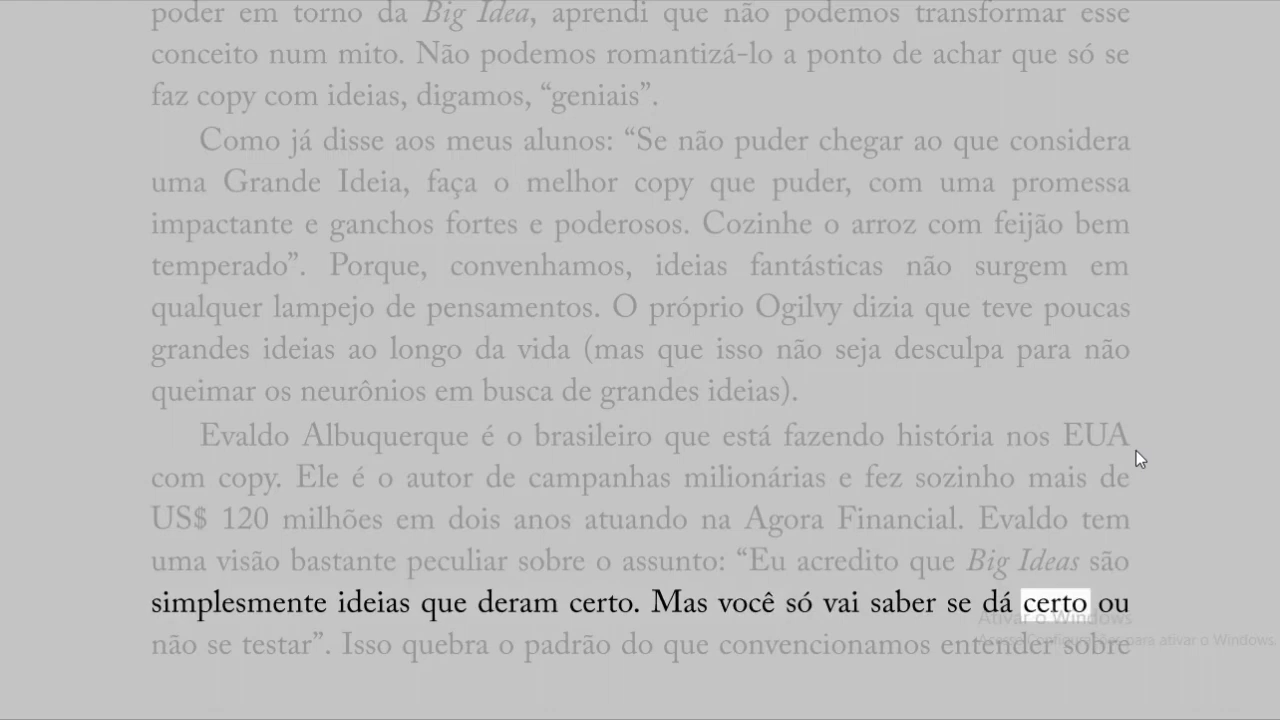 poder em torno da Big Idea, aprendi que não podemos transformar esse
conceito num mito. Não podemos romantizá-lo a ponto de achar que só se
faz copy com ideias, digamos, “geniais”.
Como já disse aos meus alunos: “Se não puder chegar ao que considera
uma Grande Ideia, faça o melhor copy que puder, com uma promessa
impactante e ganchos fortes e poderosos. Cozinhe o arroz com feijão bem
temperado”. Porque, convenhamos, ideias fantásticas não surgem em
qualquer lampejo de pensamentos. O próprio Ogilvy dizia que teve poucas
grandes ideias ao longo da vida (mas que isso não seja desculpa para não
queimar os neurônios em busca de grandes ideias).
Evaldo Albuquerque é o brasileiro que está fazendo história nos EUA
com copy. Ele é o autor de campanhas milionárias e fez sozinho mais de
US$ 120 milhões em dois anos atuando na Agora Financial. Evaldo tem
uma visão bastante peculiar sobre o assunto: “Eu acredito que Big Ideas são
simplesmente ideias que deram certo. Mas você só vai saber se dá certo ou
não se testar”. Isso quebra o padrão do que convencionamos entender sobre
Ativar o Windows
Acesse Configurações para ativar o Windows.